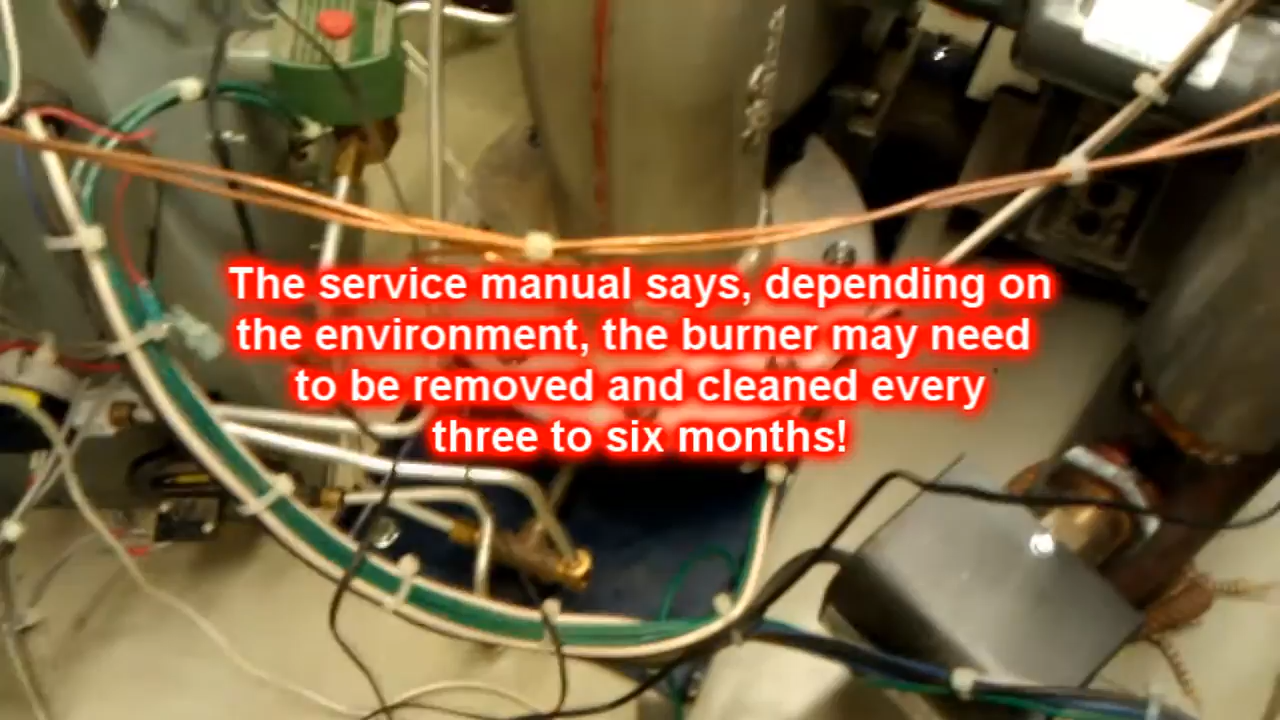 The service manual says, depending on
the environment, the burner may need
to be removed and cleaned every
three to six months!